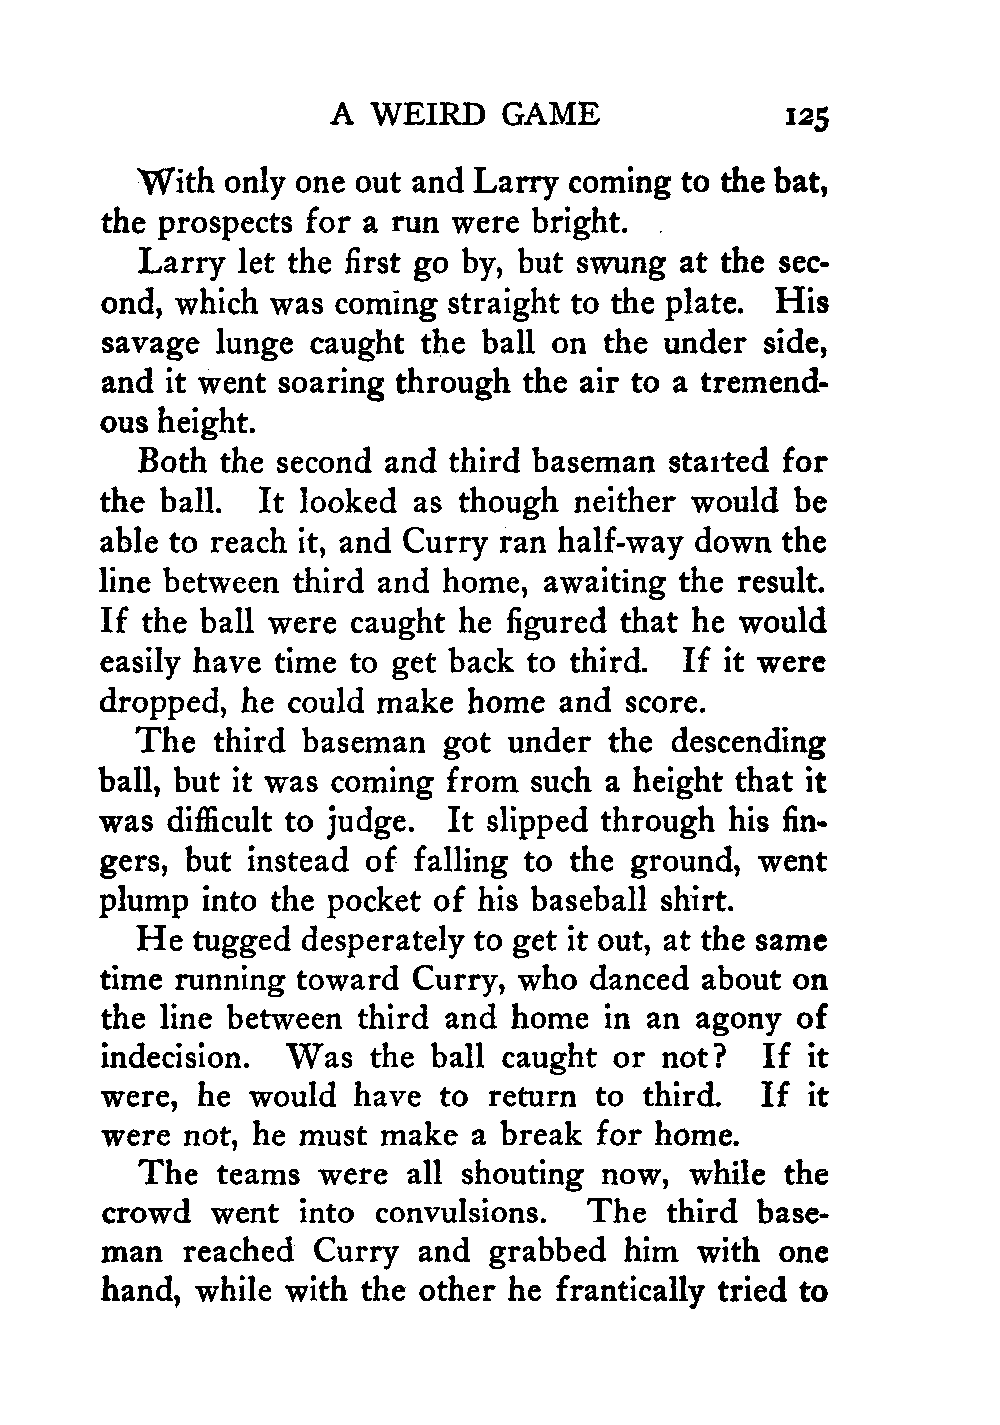 A WEIRD GAME 125
With only one out and Larry coming to the bat,
the prospects for a run were bright.
Larry let the first go by, but swung at the sec-
ond, which was coming straight to the plate. His
savage lunge caught the ball on the under side,
and it went soaring through the air to a tremend-
ous height.
Both the second and third baseman started for
the ball. It looked as though neither would be
able to reach it, and Curry ran half-way down the
line between third and home, awaiting the result.
If the ball were caught he figured that he would
easily have time to get back to third. If it were
dropped, he could make home and score.
The third baseman got under the descending
ball, but it was coming from such a height that it
was difficult to judge. It slipped through his fin-
gers, but instead of falling to the ground, went
plump into the pocket of his baseball shirt.
He tugged desperately to get it out, at the same
time running toward Curry, who danced about on
the line between third and home in an agony of
indecision. Was the ball caught or not? If it
were, he would have to return to third. If it
were not, he must make a break for home.
The teams were all shouting now, while the
crowd went into convulsions. The third base-
man reached Curry and grabbed him with one
hand, while with the other he frantically tried to